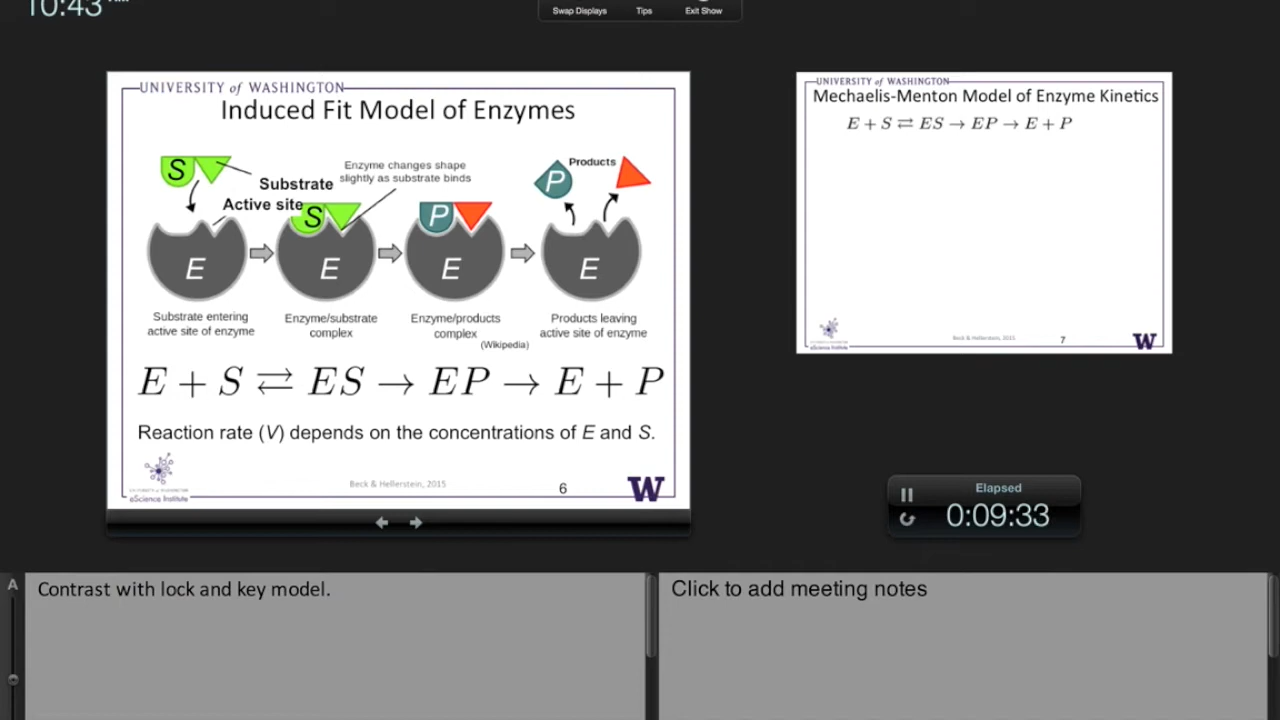 10:43
Swap Displays Tips Exit Show
UNIVERSITY of WASHINGTON
Induced Fit Model of Enzymes
S
Substrate
Active site
Enzyme changes shape
slightly as substrate binds
Products
S
P
P
E
E
E
E
Substrate entering
active site of enzyme
Enzyme/substrate
complex
Enzyme/products
complex
(Wikipedia)
Products leaving
active site of enzyme
E + S ⇄ ES → EP → E + P
Reaction rate (V) depends on the concentrations of E and S.
eScience Institute
Beck & Hellerstein, 2015
6
W
UNIVERSITY of WASHINGTON
Mechaelis-Menton Model of Enzyme Kinetics
E + S ⇄ ES → EP → E + P
eScience Institute
Beck & Hellerstein, 2015
7
W
Elapsed
0:09:33
A
Contrast with lock and key model.
Click to add meeting notes